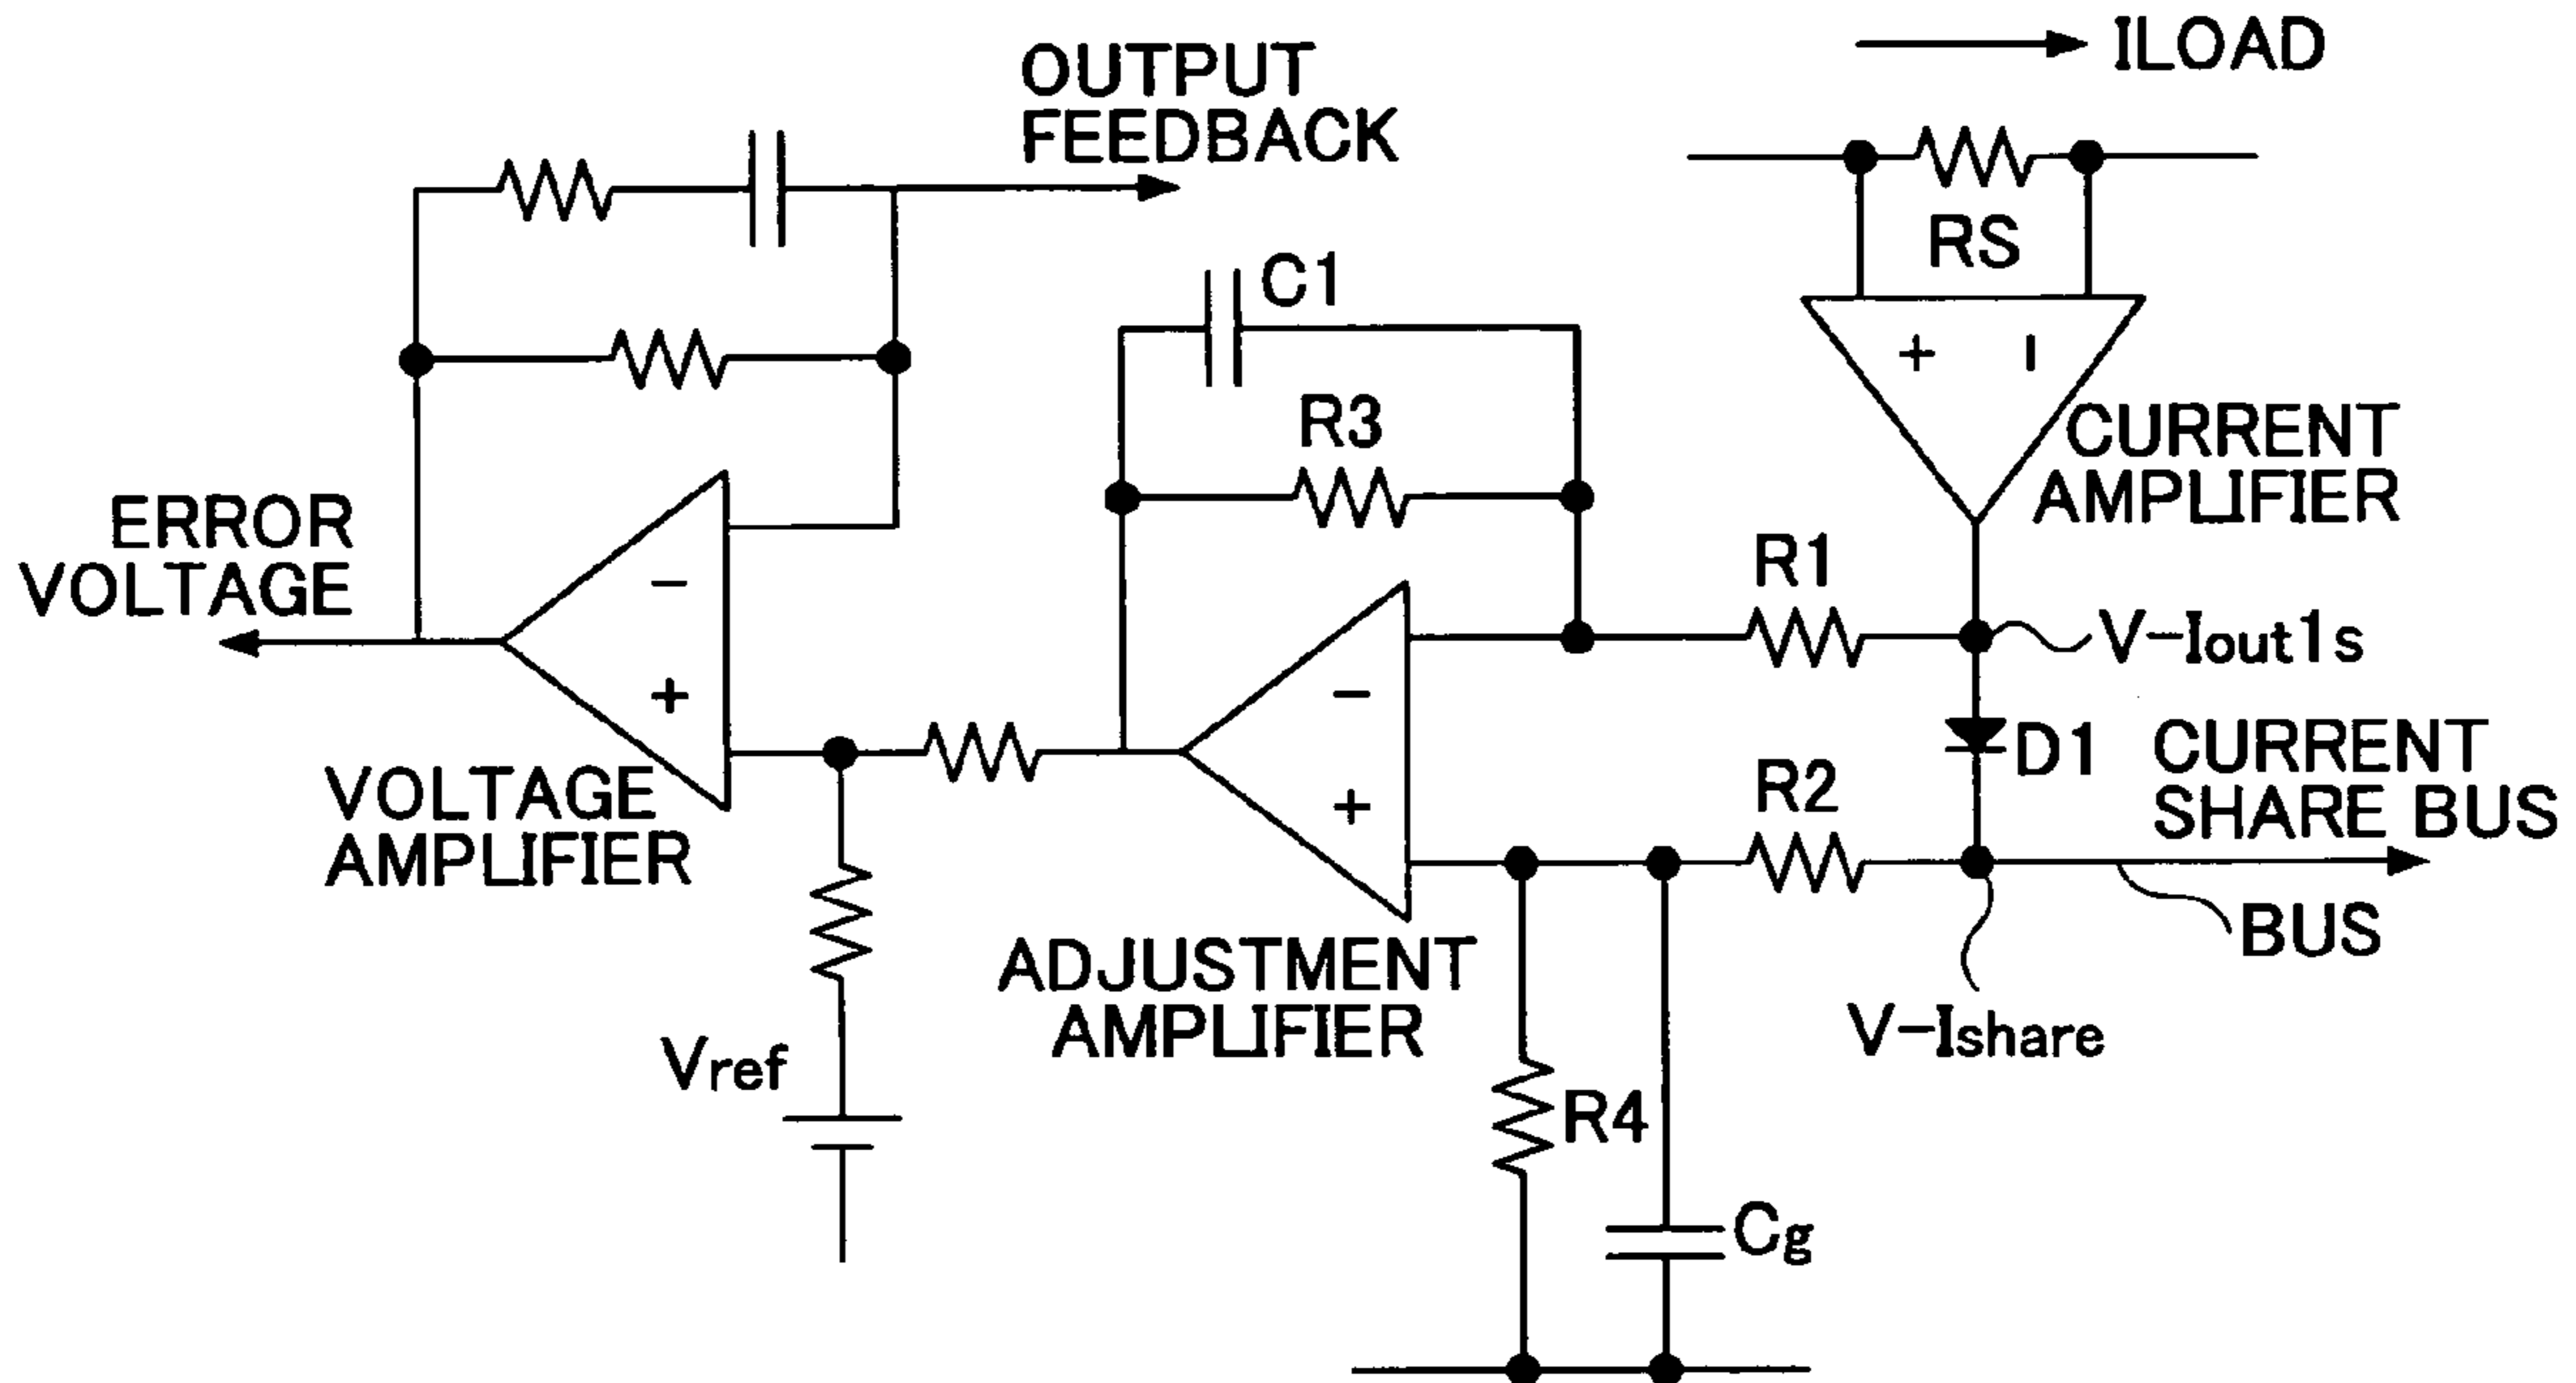 ILOAD
OUTPUT
FEEDBACK
RS
C1
+ −
R3
CURRENT
AMPLIFIER
ERROR
VOLTAGE
−
R1
V-Iout1s
+
−
D1
CURRENT
SHARE BUS
VOLTAGE
AMPLIFIER
+
R2
BUS
ADJUSTMENT
AMPLIFIER
V-Ishare
Vref
R4
Cg